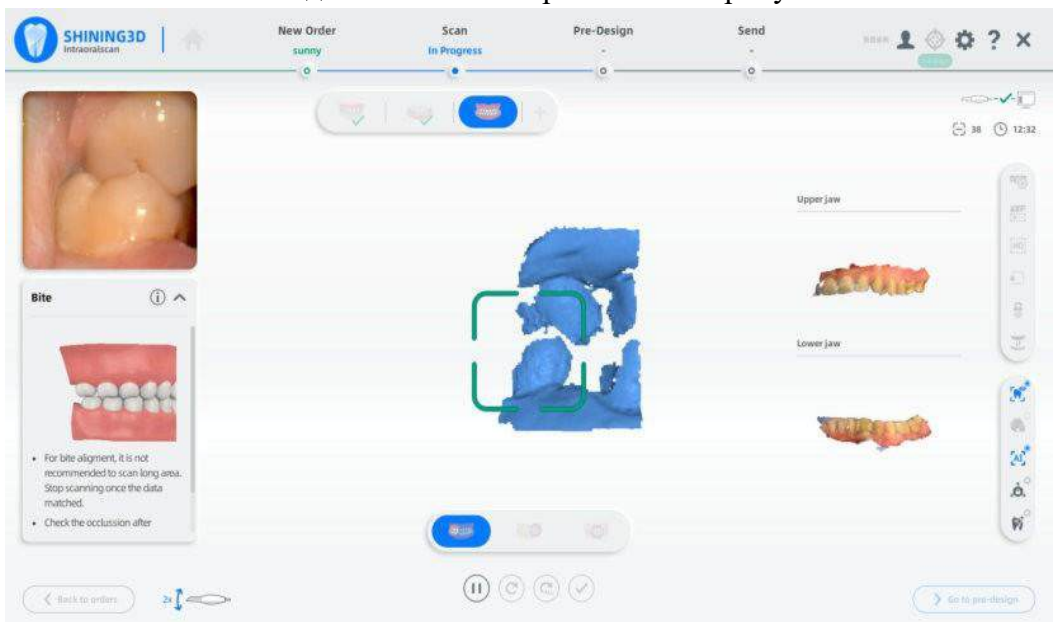 SHINING3D
Intraoralscan
New Order
sunny
Scan
In Progress
Pre-Design
-
Send
-
38
12:32
Upper jaw
Lower jaw
Bite
• For bite aligment, it is not
recommended to scan long area.
Stop scanning once the data
matched.
• Check the occlussion after
2x
Back to orders
Go to pre-design
AI
HD